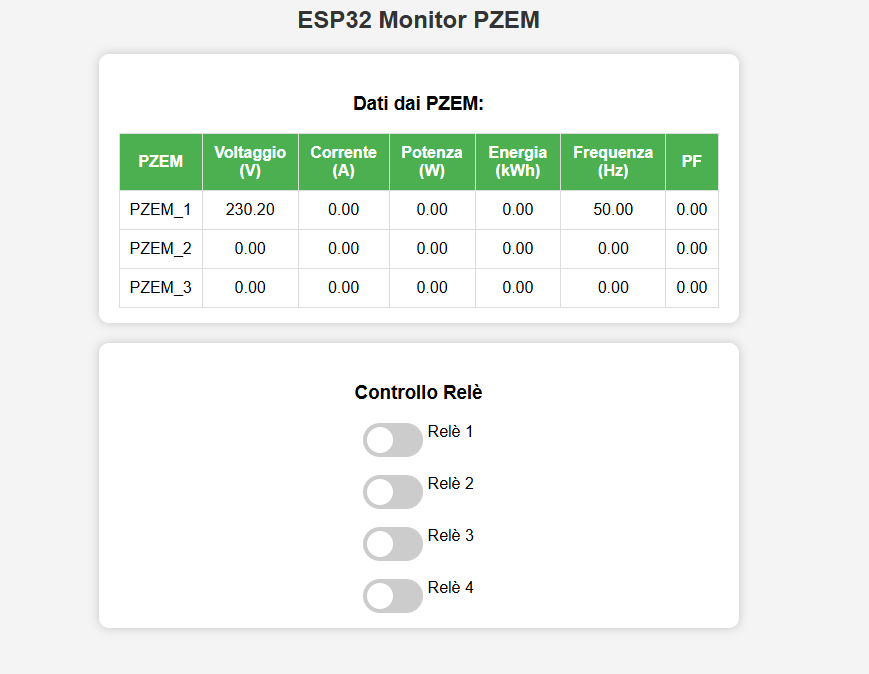 ESP32 Monitor PZEM
Dati dai PZEM:
PZEM Voltaggio (V) Corrente (A) Potenza (W) Energia (kWh) Frequenza (Hz) PF
PZEM_1 230.20 0.00 0.00 0.00 50.00 0.00
PZEM_2 0.00 0.00 0.00 0.00 0.00 0.00
PZEM_3 0.00 0.00 0.00 0.00 0.00 0.00
Controllo Relè
Relè 1
Relè 2
Relè 3
Relè 4